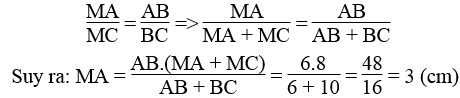 MA/MC = AB/BC => MA/(MA + MC) = AB/(AB + BC)
Suy ra: MA = AB.(MA + MC)/(AB + BC) = 6.8/(6 + 10) = 48/16 = 3 (cm)